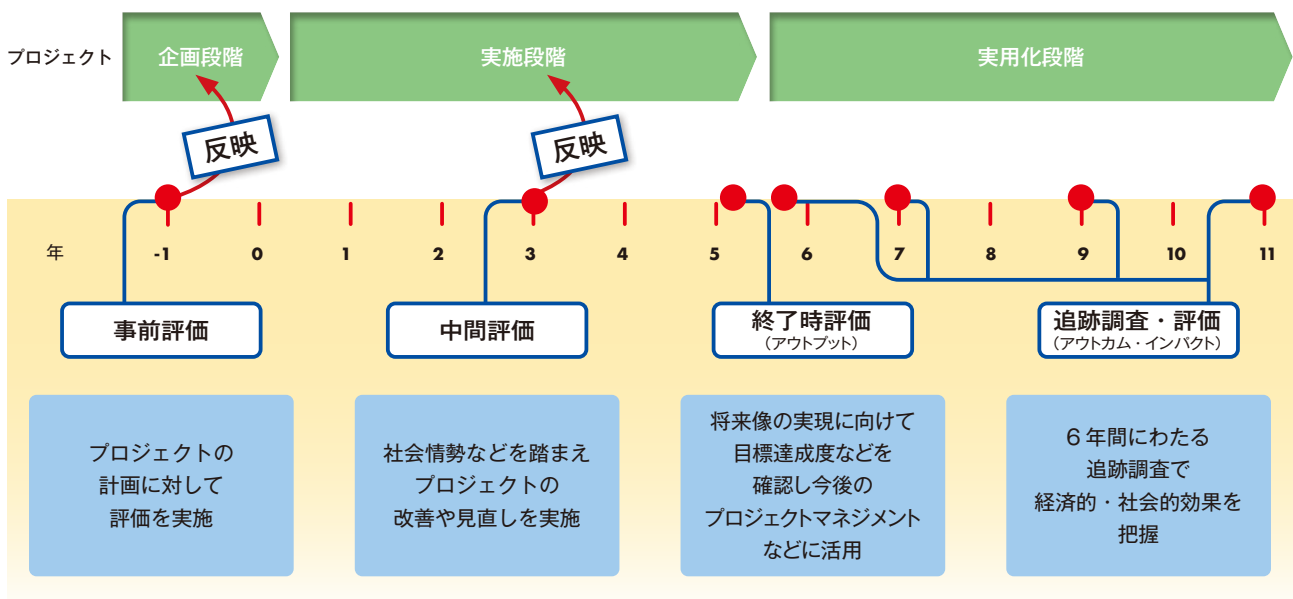 プロジェクト
企画段階
実施段階
実用化段階
反映
反映
年
-1
0
1
2
3
4
5
6
7
8
9
10
11
事前評価
中間評価
終了時評価
（アウトプット）
追跡調査・評価
（アウトカム・インパクト）
プロジェクトの
計画に対して
評価を実施
社会情勢などを踏まえ
プロジェクトの
改善や見直しを実施
将来像の実現に向けて
目標達成度などを
確認し今後の
プロジェクトマネジメント
などに活用
6年間にわたる
追跡調査で
経済的・社会的効果を
把握